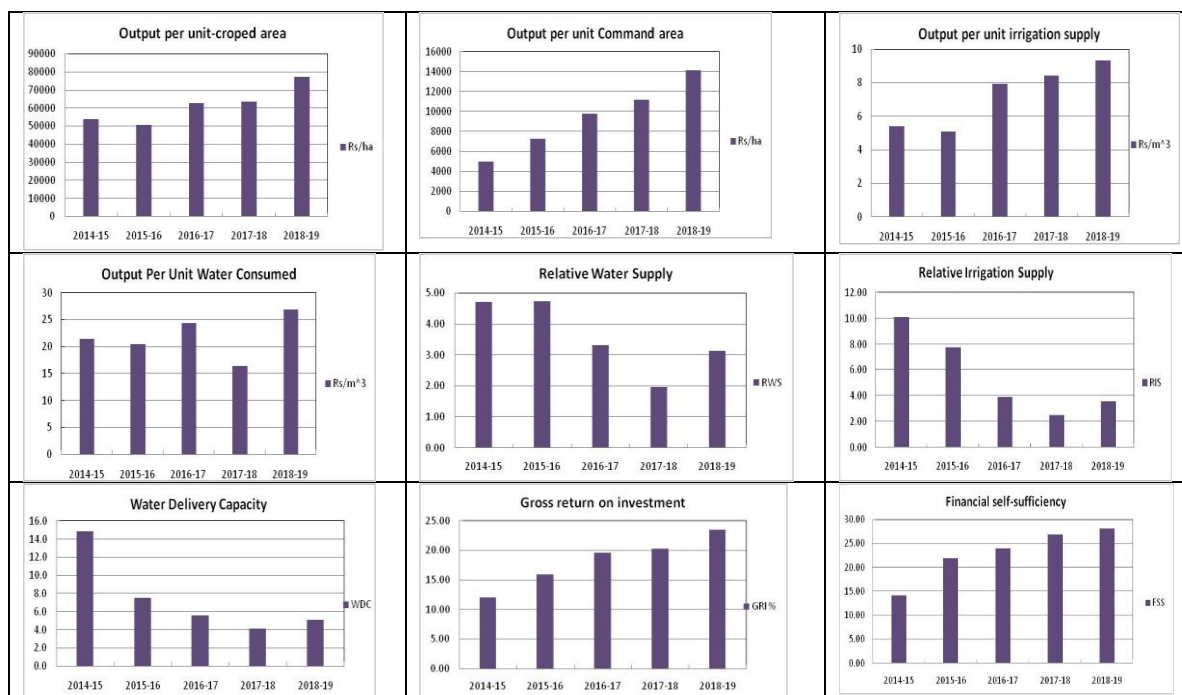 Output per unit-croped area
90000
80000
70000
60000
50000
40000
30000
20000
10000
0
Rs/ha
2014-15 2015-16 2016-17 2017-18 2018-19
Output per unit Command area
16000
14000
12000
10000
8000
6000
4000
2000
0
Rs/ha
2014-15 2015-16 2016-17 2017-18 2018-19
Output per unit irrigation supply
10
8
6
4
2
0
Rs/m^3
2014-15 2015-16 2016-17 2017-18 2018-19
Output Per Unit Water Consumed
30
25
20
15
10
5
0
Rs/m^3
2014-15 2015-16 2016-17 2017-18 2018-19
Relative Water Supply
5.00
4.00
3.00
2.00
1.00
0.00
RWS
2014-15 2015-16 2016-17 2017-18 2018-19
Relative Irrigation Supply
12.00
10.00
8.00
6.00
4.00
2.00
0.00
RIS
2014-15 2015-16 2016-17 2017-18 2018-19
Water Delivery Capacity
16.0
14.0
12.0
10.0
8.0
6.0
4.0
2.0
0.0
WDC
2014-15 2015-16 2016-17 2017-18 2018-19
Gross return on investment
25.00
20.00
15.00
10.00
5.00
0.00
GRI %
2014-15 2015-16 2016-17 2017-18 2018-19
Financial self-sufficiency
30.00
25.00
20.00
15.00
10.00
5.00
0.00
FSS
2014-15 2015-16 2016-17 2017-18 2018-19